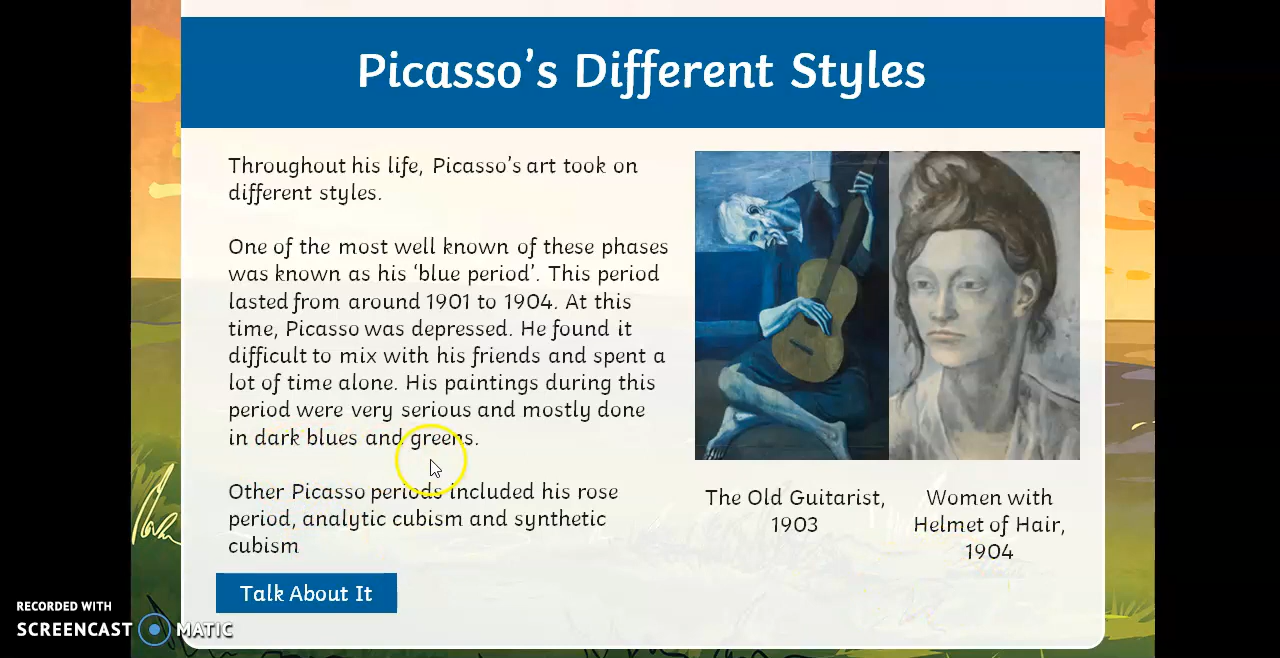 Picasso's Different Styles
Throughout his life, Picasso's art took on
different styles.
One of the most well known of these phases
was known as his 'blue period'. This period
lasted from around 1901 to 1904. At this
time, Picasso was depressed. He found it
difficult to mix with his friends and spent a
lot of time alone. His paintings during this
period were very serious and mostly done
in dark blues and greens.
Other Picasso periods included his rose
period, analytic cubism and synthetic
cubism
The Old Guitarist,
1903
Women with
Helmet of Hair,
1904
Talk About It
RECORDED WITH
SCREENCAST MATIC